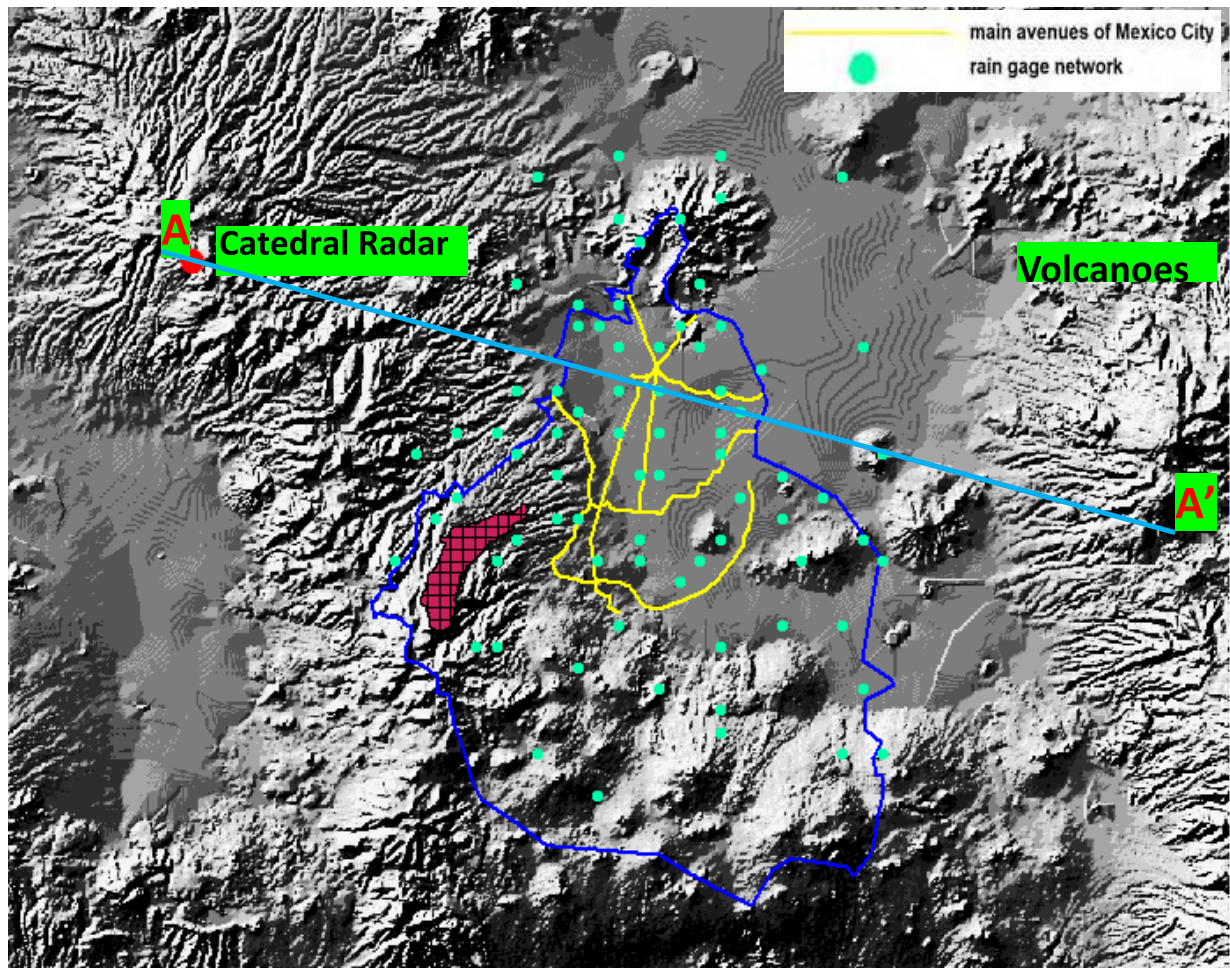 main avenues of Mexico City
rain gage network
A
Catedral Radar
Volcanoes
A’